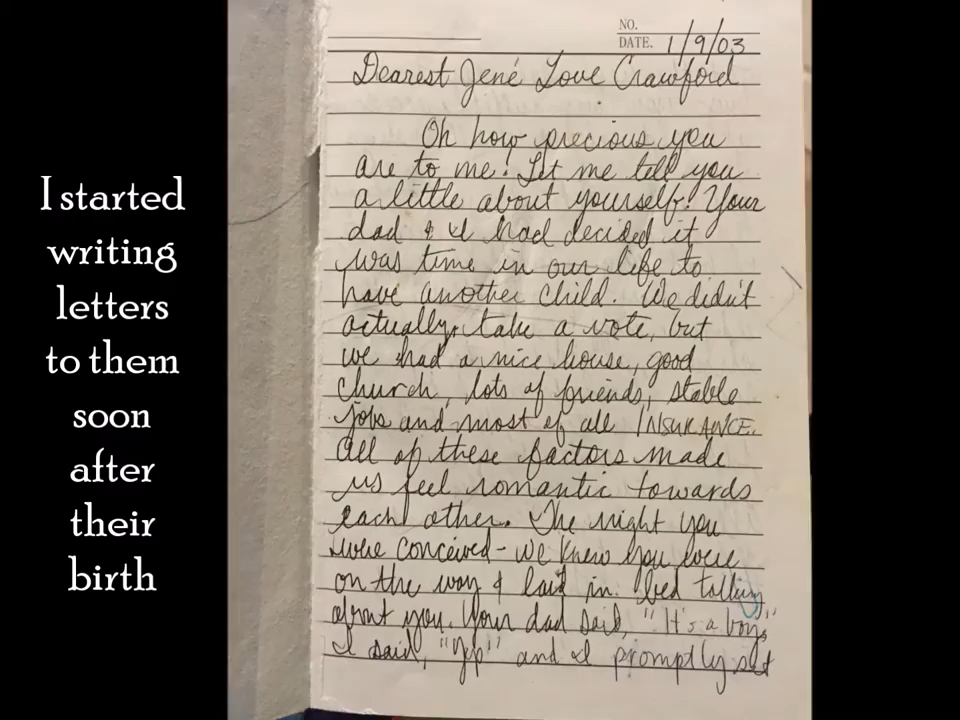 I started
writing
letters
to them
soon
after
their
birth
NO.
DATE. 1/9/03
Dearest Jené Love Crawford
Oh how precious you
are to me! Let me tell you
a little about yourself! Your
dad & I had decided it
was time in our life to
have another child. We didn't
actually take a vote, but
we had a nice house, good
church, lots of friends, stable
jobs and most of all INSURANCE.
All of these factors made
us feel romantic towards
each other. The night you
were conceived - we knew you were
on the way & laid in bed talking
about you. Your dad said, "It's a boy"
I said, "Yep" and I promptly set